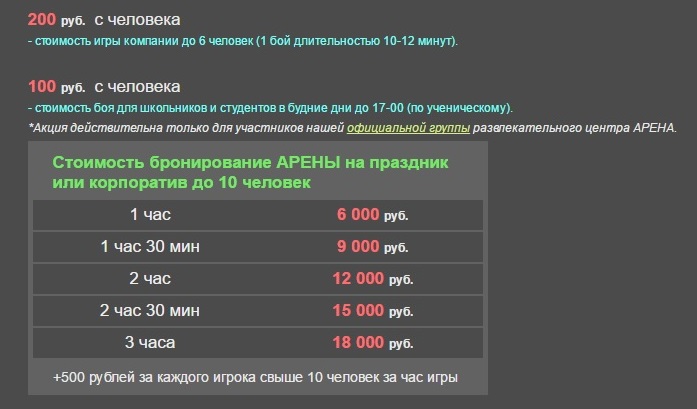 200 руб. с человека
- стоимость игры компании до 6 человек (1 бой длительностью 10-12 минут).
100 руб. с человека
- стоимость боя для школьников и студентов в будние дни до 17-00 (по ученическому).
*Акция действительна только для участников нашей официальной группы развлекательного центра АРЕНА.
Стоимость бронирование АРЕНЫ на праздник
или корпоратив до 10 человек
1 час 6 000 руб.
1 час 30 мин 9 000 руб.
2 час 12 000 руб.
2 час 30 мин 15 000 руб.
3 часа 18 000 руб.
+500 рублей за каждого игрока свыше 10 человек за час игры